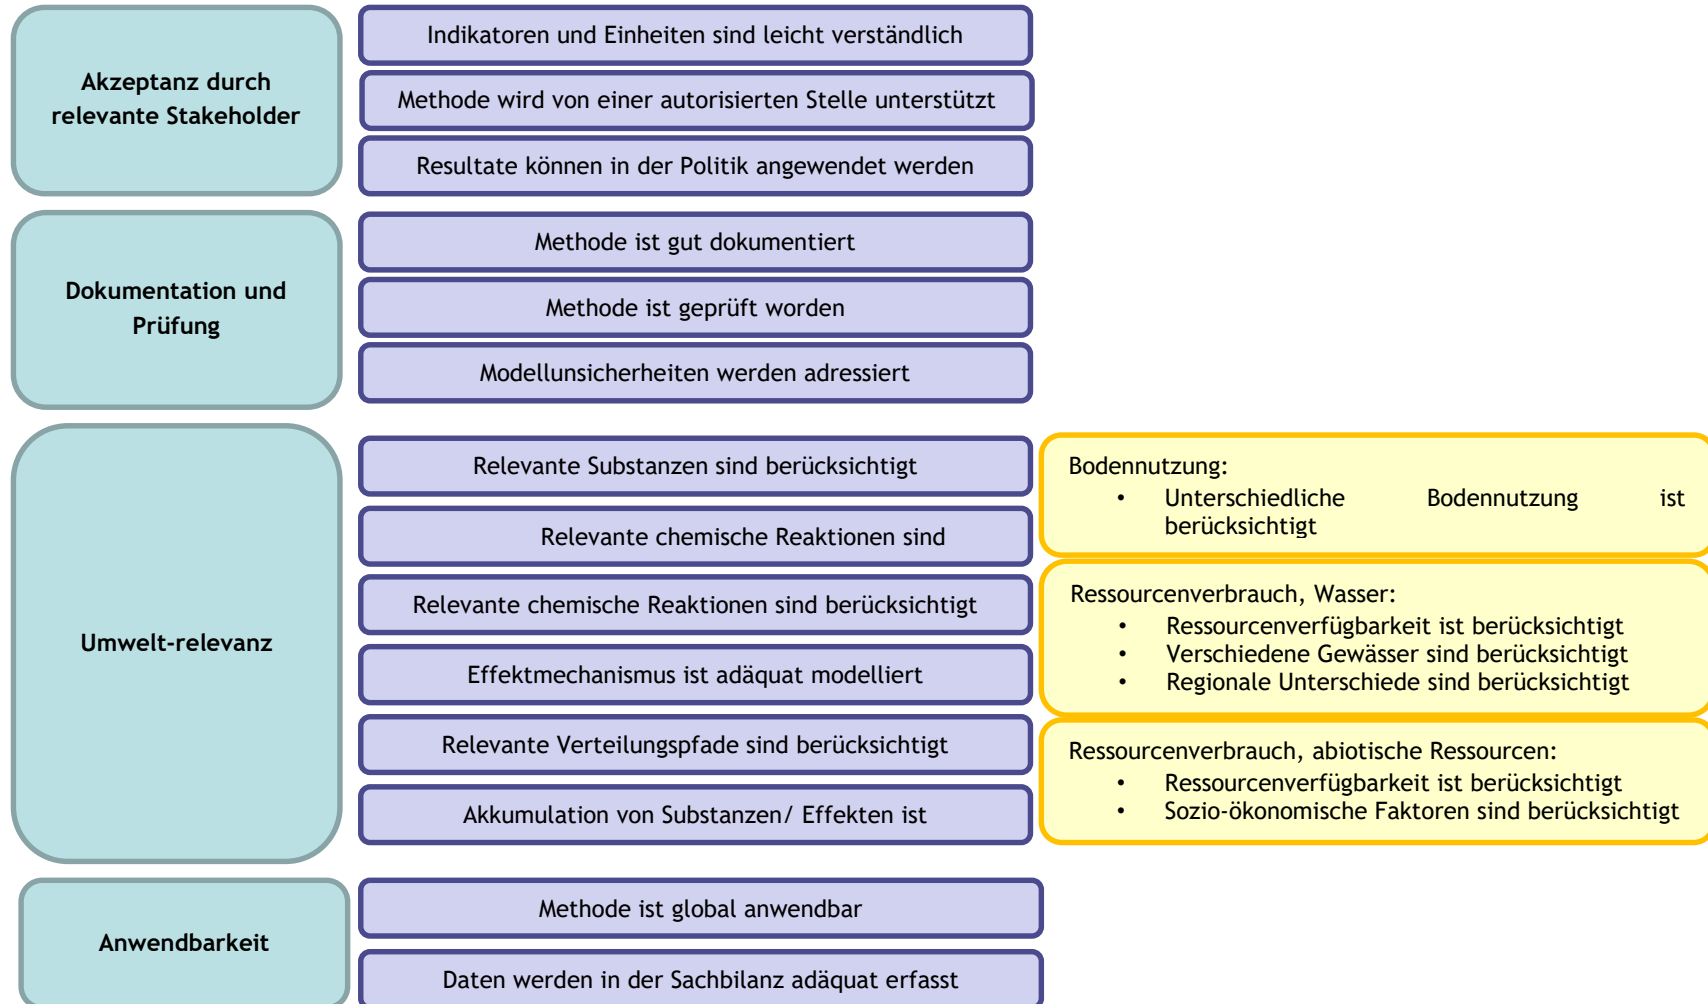 Akzeptanz durch
relevante Stakeholder
Indikatoren und Einheiten sind leicht verständlich
Methode wird von einer autorisierten Stelle unterstützt
Resultate können in der Politik angewendet werden
Dokumentation und
Prüfung
Methode ist gut dokumentiert
Methode ist geprüft worden
Modellunsicherheiten werden adressiert
Umwelt-relevanz
Relevante Substanzen sind berücksichtigt
Relevante chemische Reaktionen sind
Relevante chemische Reaktionen sind berücksichtigt
Effektmechanismus ist adäquat modelliert
Relevante Verteilungspfade sind berücksichtigt
Akkumulation von Substanzen/ Effekten ist
Bodennutzung:
• Unterschiedliche Bodennutzung ist
berücksichtigt
Ressourcenverbrauch, Wasser:
• Ressourcenverfügbarkeit ist berücksichtigt
• Verschiedene Gewässer sind berücksichtigt
• Regionale Unterschiede sind berücksichtigt
Ressourcenverbrauch, abiotische Ressourcen:
• Ressourcenverfügbarkeit ist berücksichtigt
• Sozio-ökonomische Faktoren sind berücksichtigt
Anwendbarkeit
Methode ist global anwendbar
Daten werden in der Sachbilanz adäquat erfasst